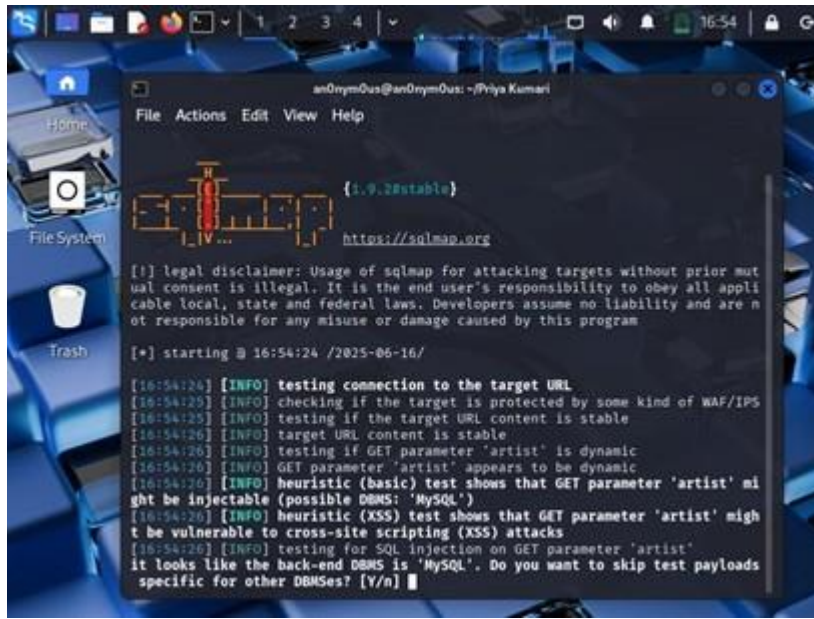 1 2 3 4 16:54
an0nym0us@an0nym0us: ~/Priya Kumari
File Actions Edit View Help
Home
File System
Trash
{1.9.2#stable}
https://sqlmap.org
[!] legal disclaimer: Usage of sqlmap for attacking targets without prior mut
ual consent is illegal. It is the end user's responsibility to obey all appli
cable local, state and federal laws. Developers assume no liability and are n
ot responsible for any misuse or damage caused by this program
[*] starting @ 16:54:24 /2025-06-16/
[16:54:24] [INFO] testing connection to the target URL
[16:54:25] [INFO] checking if the target is protected by some kind of WAF/IPS
[16:54:25] [INFO] testing if the target URL content is stable
[16:54:26] [INFO] target URL content is stable
[16:54:26] [INFO] testing if GET parameter 'artist' is dynamic
[16:54:26] [INFO] GET parameter 'artist' appears to be dynamic
[16:54:26] [INFO] heuristic (basic) test shows that GET parameter 'artist' mi
ght be injectable (possible DBMS: 'MySQL')
[16:54:26] [INFO] heuristic (XSS) test shows that GET parameter 'artist' migh
t be vulnerable to cross-site scripting (XSS) attacks
[16:54:26] [INFO] testing for SQL injection on GET parameter 'artist'
it looks like the back-end DBMS is 'MySQL'. Do you want to skip test payloads
specific for other DBMSes? [Y/n]